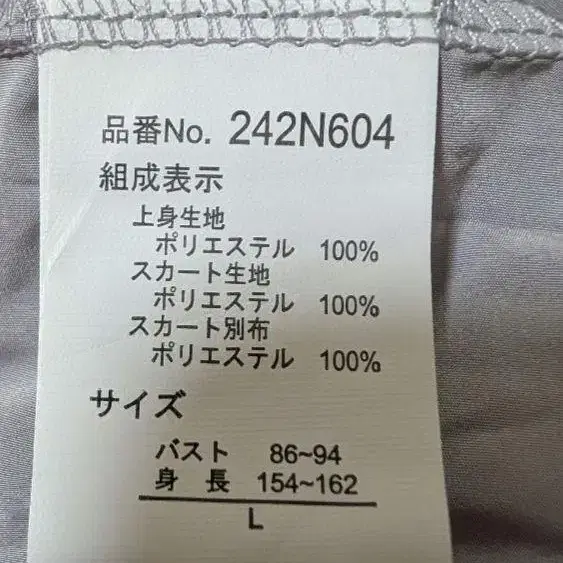 品番No. 242N604
組成表示
上身生地
ポリエステル 100%
スカート生地
ポリエステル 100%
スカート別布
ポリエステル 100%
サイズ
バスト 86~94
身 長 154~162
L